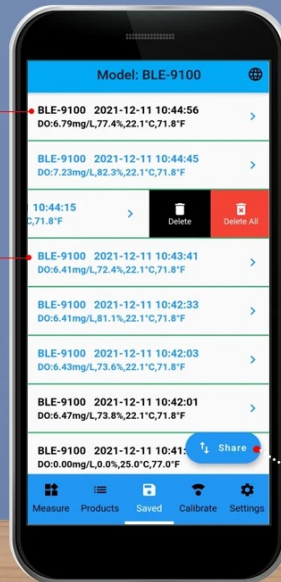 Model: BLE-9100
BLE-9100 2021-12-11 10:44:56
DO:6.79mg/L,77.4%,22.1°C,71.8°F
BLE-9100 2021-12-11 10:44:45
DO:7.23mg/L,82.3%,22.1°C,71.8°F
10:44:15
,71.8°F
Delete
Delete All
BLE-9100 2021-12-11 10:43:41
DO:6.41mg/L,72.4%,22.1°C,71.8°F
BLE-9100 2021-12-11 10:42:33
DO:6.41mg/L,81.1%,22.1°C,71.8°F
BLE-9100 2021-12-11 10:42:03
DO:6.43mg/L,73.6%,22.1°C,71.8°F
BLE-9100 2021-12-11 10:42:01
DO:6.47mg/L,73.8%,22.1°C,71.8°F
BLE-9100 2021-12-11 10:41:
DO:0.00mg/L,0.0%,25.0°C,77.0°F
Share
Measure Products Saved Calibrate Settings